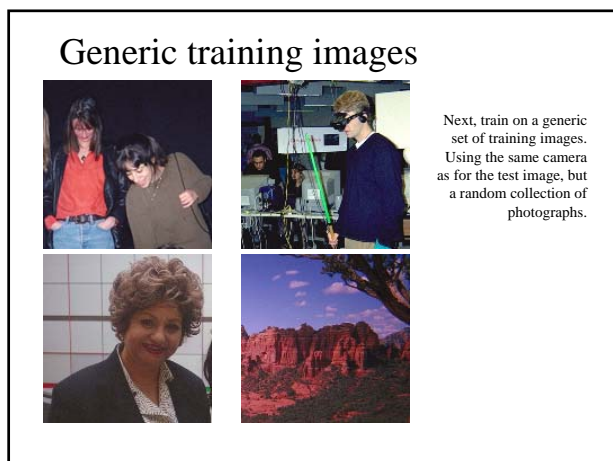 Generic training images
Next, train on a generic
set of training images.
Using the same camera
as for the test image, but
a random collection of
photographs.